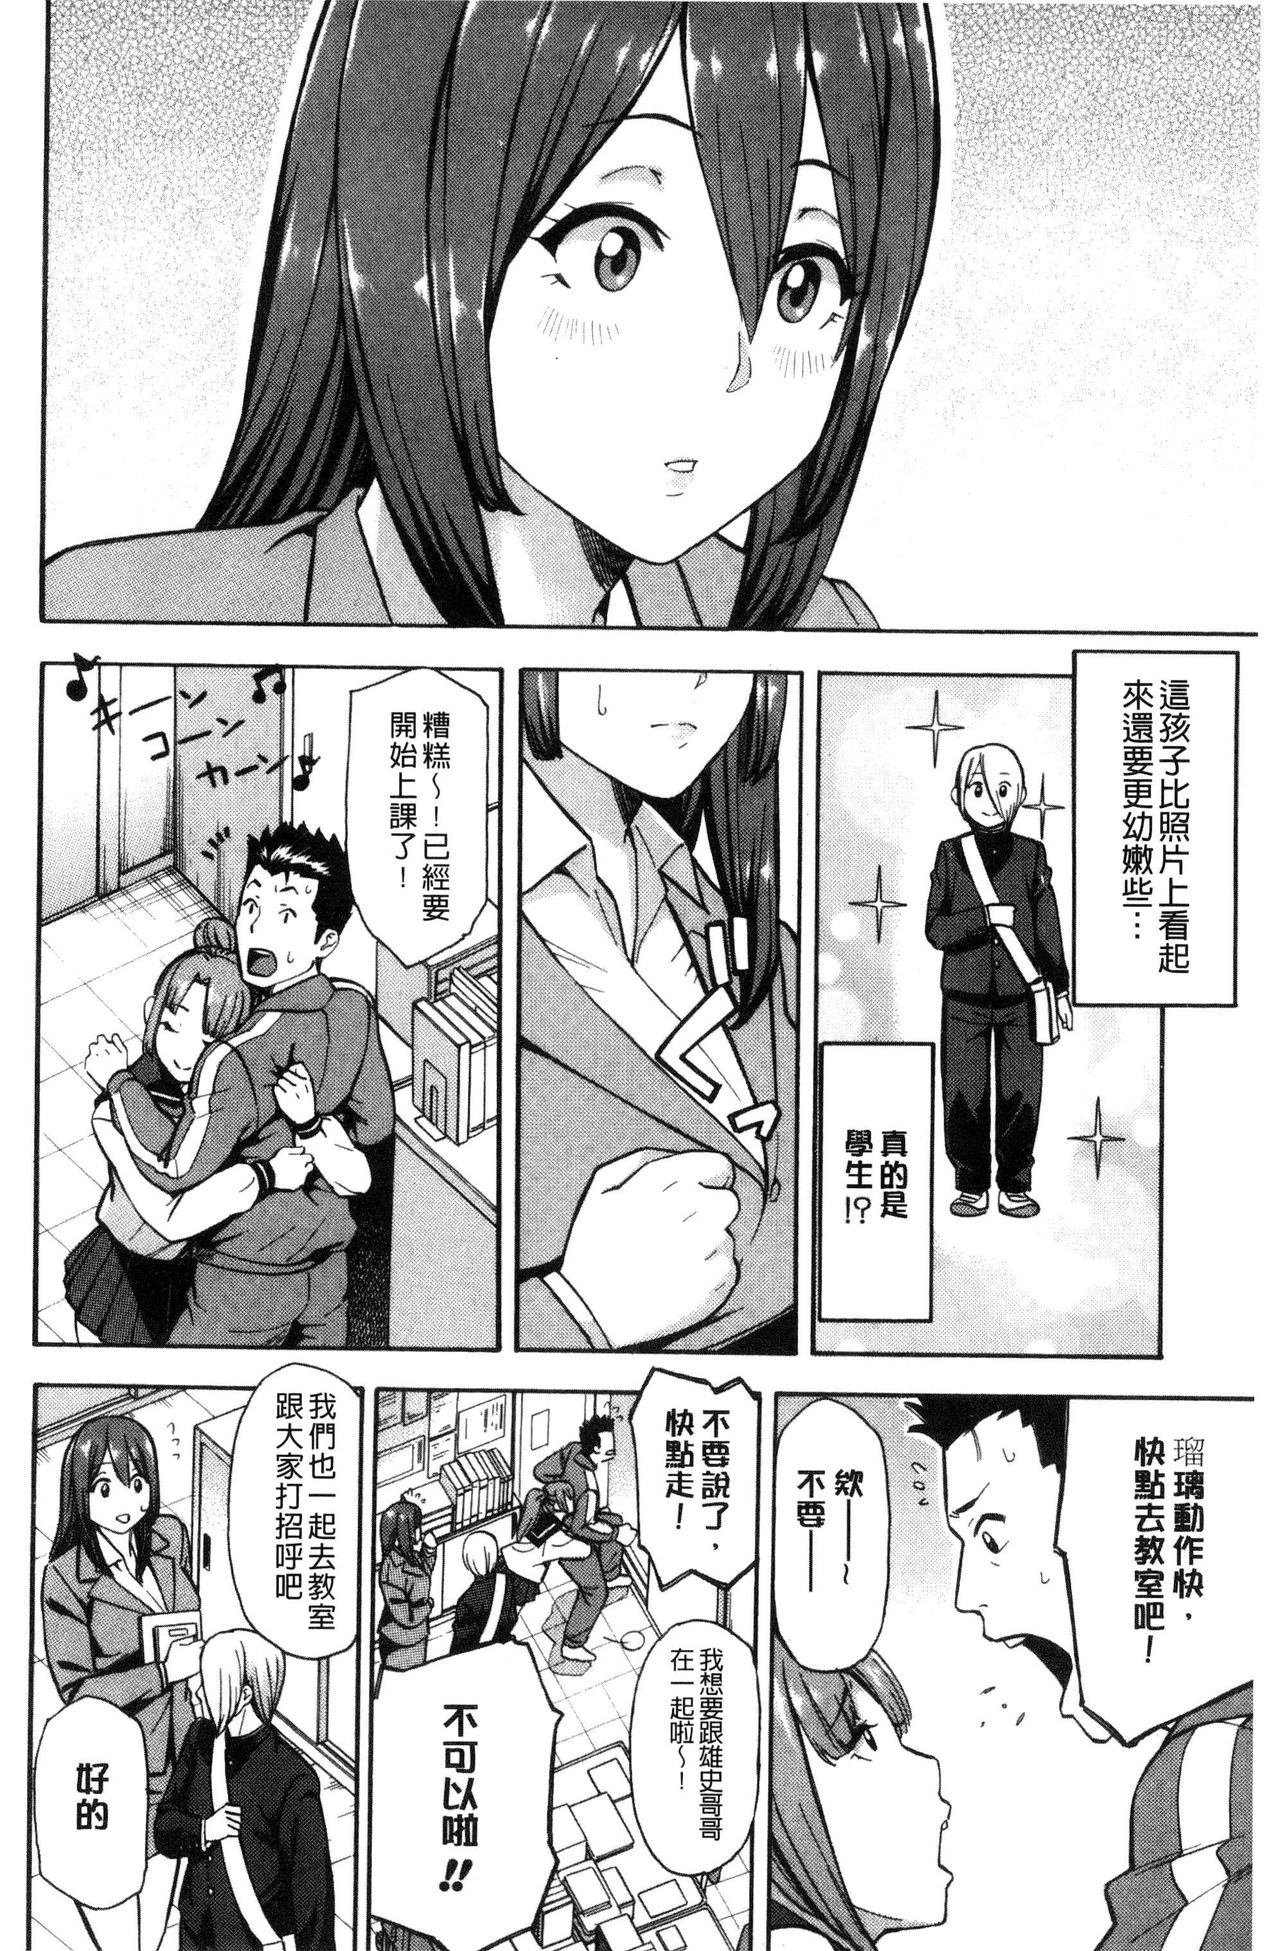 這孩子比照片上看起
來還要更幼嫩些…
真的是
學生!?
ぐっ
キーン
コーン
カーン
糟糕～！已經要
開始上課了！
瑠璃動作快，
快點去教室吧！
欸——～
不要——
不要說了，
快點走！
我想要跟雄史哥哥
在一起啦～！
不可以啦!!
我們也一起去教室
跟大家打招呼吧
好的